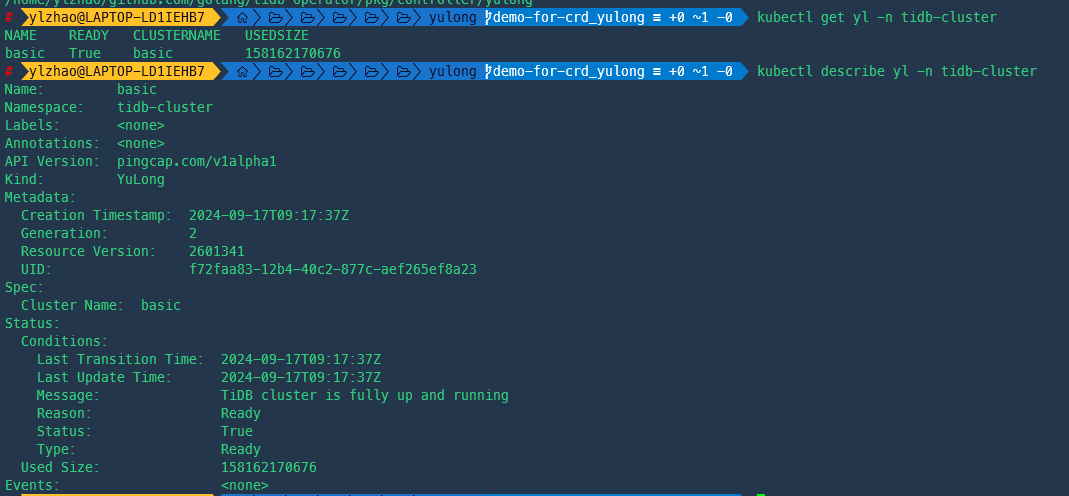 /home/ylzhao/github.com/golang/tidb-operator/pkg/controller/yulong
# ylzhao@LAPTOP-LD1IEHB7 yulong demo-for-crd_yulong ≡ +0 ~1 -0 kubectl get yl -n tidb-cluster
NAME READY CLUSTERNAME USEDSIZE
basic True basic 158162170676
# ylzhao@LAPTOP-LD1IEHB7 yulong demo-for-crd_yulong ≡ +0 ~1 -0 kubectl describe yl -n tidb-cluster
Name: basic
Namespace: tidb-cluster
Labels: <none>
Annotations: <none>
API Version: pingcap.com/v1alpha1
Kind: YuLong
Metadata:
Creation Timestamp: 2024-09-17T09:17:37Z
Generation: 2
Resource Version: 2601341
UID: f72faa83-12b4-40c2-877c-aef265ef8a23
Spec:
Cluster Name: basic
Status:
Conditions:
Last Transition Time: 2024-09-17T09:17:37Z
Last Update Time: 2024-09-17T09:17:37Z
Message: TiDB cluster is fully up and running
Reason: Ready
Status: True
Type: Ready
Used Size: 158162170676
Events: <none>